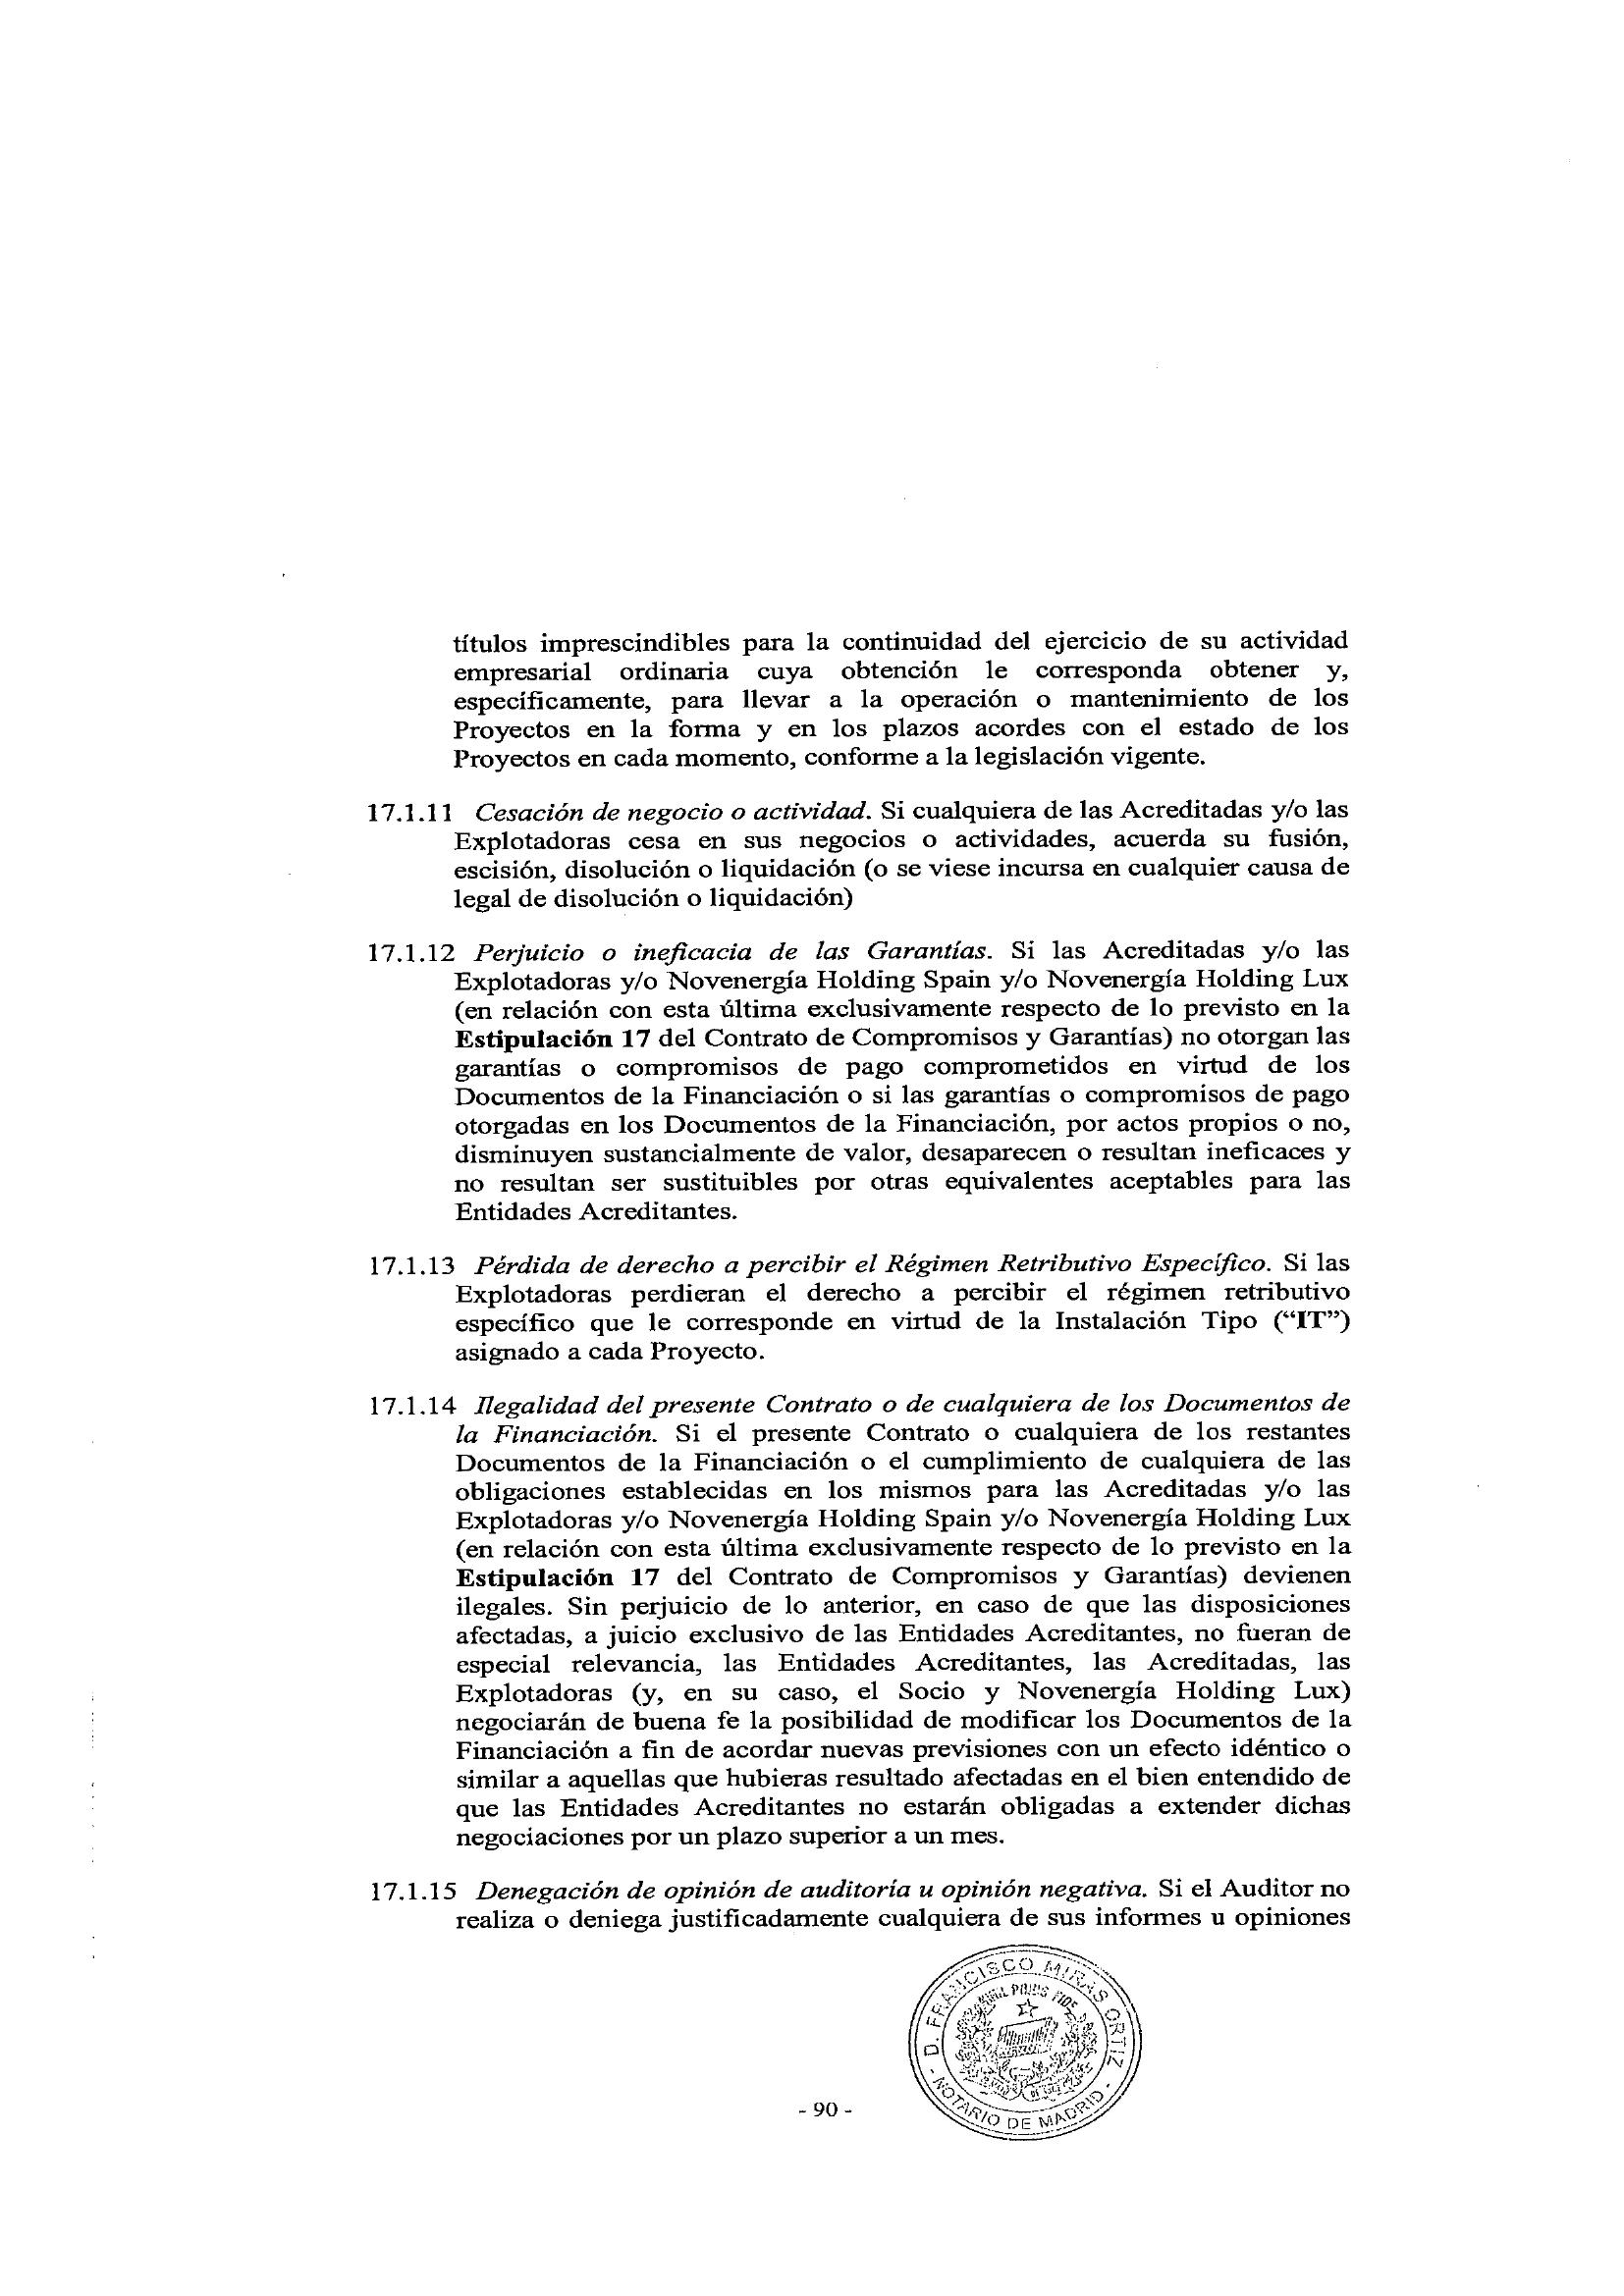 títulos imprescindibles para la continuidad del ejercicio de su actividad
empresarial ordinaria cuya obtención le corresponda obtener y,
específicamente, para llevar a la operación o mantenimiento de los
Proyectos en la forma y en los plazos acordes con el estado de los
Proyectos en cada momento, conforme a la legislación vigente.
17.1.11 Cesación de negocio o actividad. Si cualquiera de las Acreditadas y/o las
Explotadoras cesa en sus negocios o actividades, acuerda su fusión,
escisión, disolución o liquidación (o se viese incursa en cualquier causa de
legal de disolución o liquidación)
17.1.12 Perjuicio o ineficacia de las Garantías. Si las Acreditadas y/o las
Explotadoras y/o Novenergía Holding Spain y/o Novenergía Holding Lux
(en relación con esta última exclusivamente respecto de lo previsto en la
Estipulación 17 del Contrato de Compromisos y Garantías) no otorgan las
garantías o compromisos de pago comprometidos en virtud de los
Documentos de la Financiación o si las garantías o compromisos de pago
otorgadas en los Documentos de la Financiación, por actos propios o no,
disminuyen sustancialmente de valor, desaparecen o resultan ineficaces y
no resultan ser sustituibles por otras equivalentes aceptables para las
Entidades Acreditantes.
17.1.13 Pérdida de derecho a percibir el Régimen Retributivo Específico. Si las
Explotadoras perdieran el derecho a percibir el régimen retributivo
específico que le corresponde en virtud de la Instalación Tipo (“IT”)
asignado a cada Proyecto.
17.1.14 Ilegalidad del presente Contrato o de cualquiera de los Documentos de
la Financiación. Si el presente Contrato o cualquiera de los restantes
Documentos de la Financiación o el cumplimiento de cualquiera de las
obligaciones establecidas en los mismos para las Acreditadas y/o las
Explotadoras y/o Novenergía Holding Spain y/o Novenergía Holding Lux
(en relación con esta última exclusivamente respecto de lo previsto en la
Estipulación 17 del Contrato de Compromisos y Garantías) devienen
ilegales. Sin perjuicio de lo anterior, en caso de que las disposiciones
afectadas, a juicio exclusivo de las Entidades Acreditantes, no fueran de
especial relevancia, las Entidades Acreditantes, las Acreditadas, las
Explotadoras (y, en su caso, el Socio y Novenergía Holding Lux)
negociarán de buena fe la posibilidad de modificar los Documentos de la
Financiación a fin de acordar nuevas previsiones con un efecto idéntico o
similar a aquellas que hubieras resultado afectadas en el bien entendido de
que las Entidades Acreditantes no estarán obligadas a extender dichas
negociaciones por un plazo superior a un mes.
17.1.15 Denegación de opinión de auditoría u opinión negativa. Si el Auditor no
realiza o deniega justificadamente cualquiera de sus informes u opiniones
D. FRANCISCO MIRAS ORTIZ
PRIUS FIDE
- NOTARIO DE MADRID -
- 90 -